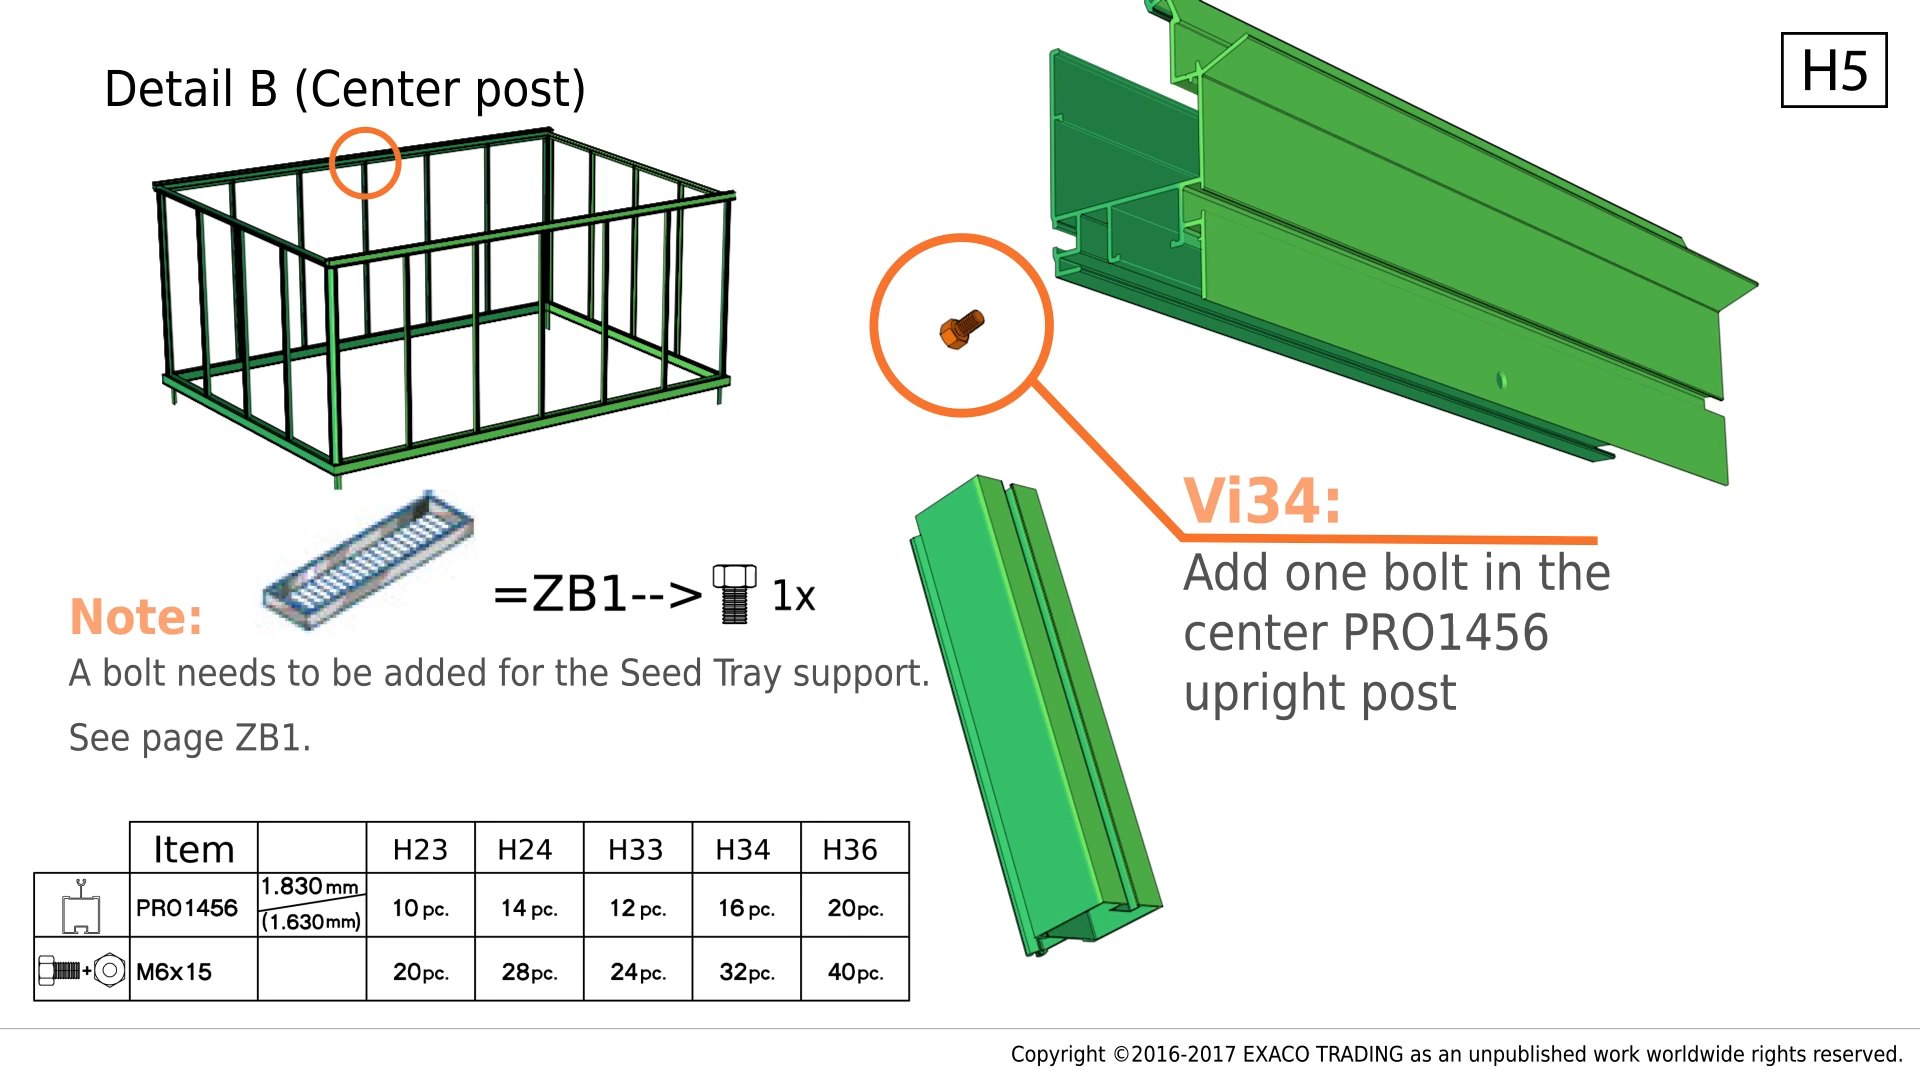 H5
Detail B (Center post)
=ZB1--> 1x
Note:
A bolt needs to be added for the Seed Tray support.
See page ZB1.
Vi34:
Add one bolt in the
center PRO1456
upright post
Item H23 H24 H33 H34 H36
PRO1456 1.830mm (1.630mm) 10 pc. 14 pc. 12 pc. 16 pc. 20pc.
+ M6x15 20pc. 28pc. 24pc. 32pc. 40pc.
Copyright ©2016-2017 EXACO TRADING as an unpublished work worldwide rights reserved.